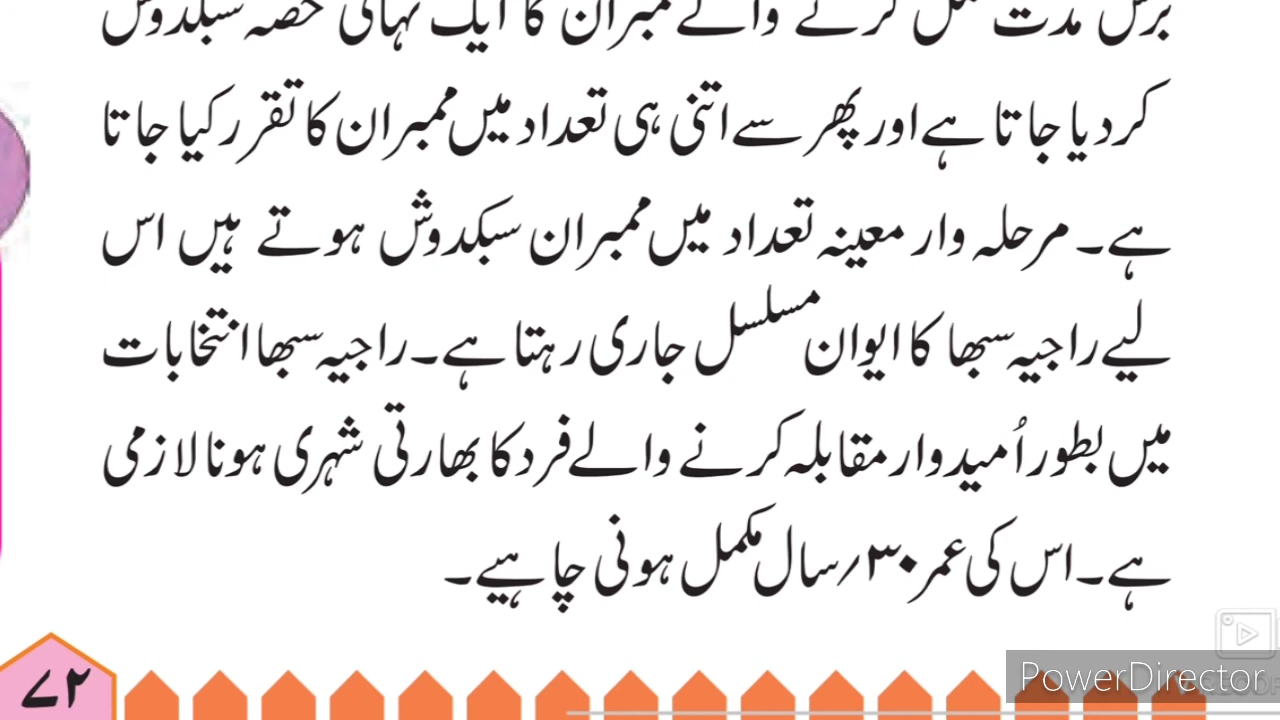 برس مدت مکمل کرنے والے ممبران کا ایک تہائی حصہ سبکدوش
کردیا جاتا ہے اور پھر سے اتنی ہی تعداد میں ممبران کا تقرر کیا جاتا
ہے۔ مرحلہ وار معینہ تعداد میں ممبران سبکدوش ہوتے ہیں اس
لیے راجیہ سبھا کا ایوان مسلسل جاری رہتا ہے۔ راجیہ سبھا انتخابات
میں بطور اُمیدوار مقابلہ کرنے والے فرد کا بھارتی شہری ہونا لازمی
ہے۔ اس کی عمر ۳۰؍سال مکمل ہونی چاہیے۔
۷۲
PowerDirector